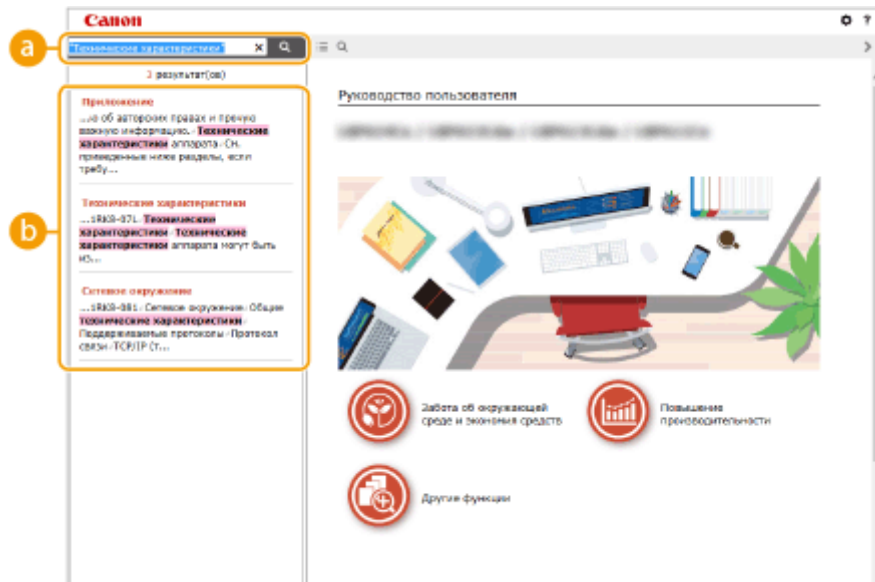 Canon
?
a
"Технические характеристики"
×
3 результат(ов)
b
Приложение
...е об авторских правах и прочую
важную информацию. Технические
характеристики аппарата См.
приведенные ниже разделы, если
требу...
Технические характеристики
...1RK8-07L Технические
характеристики Технические
характеристики аппарата могут быть
из...
Сетевое окружение
...1RK8-081 Сетевое окружение Общие
технические характеристики
Поддерживаемые протоколы Протокол
связи TCP/IP (т...
Руководство пользователя
Забота об окружающей
среде и экономия средств
Повышение
производительности
Другие функции